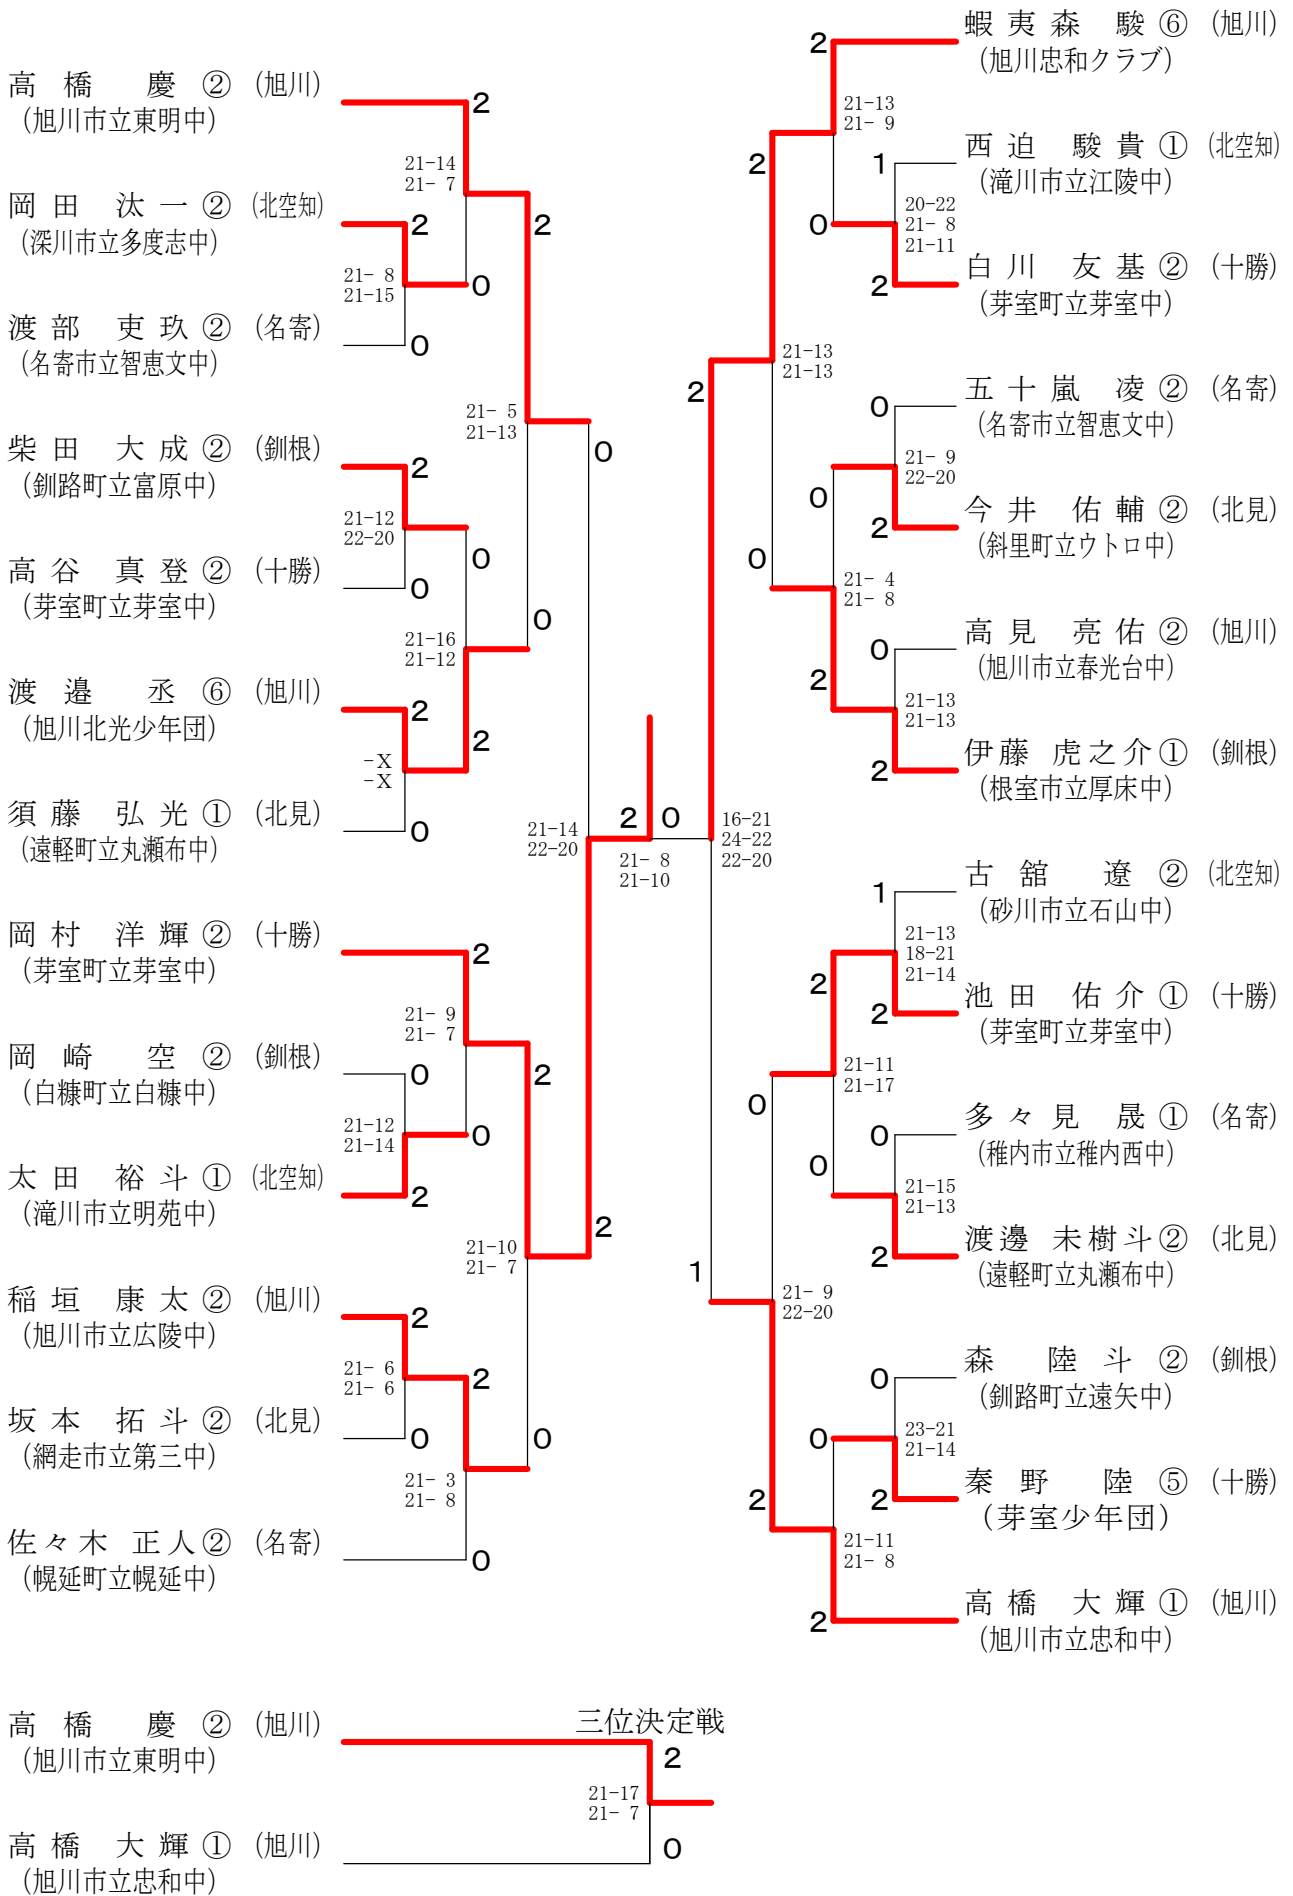 高橋 慶② (旭川)
(旭川市立東明中)
2
21-14
21- 7
岡田 汰一② (北空知)
(深川市立多度志中)
2
2
21- 8
21-15
0
渡部 吏玖② (名寄)
(名寄市立智恵文中)
0
21- 5
21-13
0
柴田 大成② (釧根)
(釧路町立富原中)
2
21-12
22-20
0
高谷 真登② (十勝)
(芽室町立芽室中)
0
0
21-16
21-12
渡邉 丞⑥ (旭川)
(旭川北光少年団)
2
2
-X
-X
須藤 弘光① (北見)
(遠軽町立丸瀬布中)
0
21-14
22-20
2
0
21- 8
21-10
岡村 洋輝② (十勝)
(芽室町立芽室中)
2
21- 9
21- 7
岡崎 空② (釧根)
(白糠町立白糠中)
0
2
21-12
21-14
0
太田 裕斗① (北空知)
(滝川市立明苑中)
2
2
21-10
21- 7
稲垣 康太② (旭川)
(旭川市立広陵中)
2
21- 6
21- 6
2
坂本 拓斗② (北見)
(網走市立第三中)
0
0
21- 3
21- 8
佐々木 正人② (名寄)
(幌延町立幌延中)
0
蝦夷森 駿⑥ (旭川)
(旭川忠和クラブ)
2
21-13
21- 9
西迫 駿貴① (北空知)
(滝川市立江陵中)
2
1
20-22
21- 8
21-11
0
白川 友基② (十勝)
(芽室町立芽室中)
2
21-13
21-13
2
五十嵐 凌② (名寄)
(名寄市立智恵文中)
0
21- 9
22-20
0
今井 佑輔② (北見)
(斜里町立ウトロ中)
2
0
21- 4
21- 8
高見 亮佑② (旭川)
(旭川市立春光台中)
0
2
21-13
21-13
伊藤 虎之介① (釧根)
(根室市立厚床中)
2
16-21
24-22
22-20
古舘 遼② (北空知)
(砂川市立石山中)
1
21-13
18-21
21-14
2
池田 佑介① (十勝)
(芽室町立芽室中)
2
21-11
21-17
0
多々見 晟① (名寄)
(稚内市立稚内西中)
0
0
21-15
21-13
渡邊 未樹斗② (北見)
(遠軽町立丸瀬布中)
2
1
21- 9
22-20
森 陸斗② (釧根)
(釧路町立遠矢中)
0
23-21
21-14
0
秦野 陸⑤ (十勝)
(芽室少年団)
2
2
21-11
21- 8
高橋 大輝① (旭川)
(旭川市立忠和中)
2
三位決定戦
高橋 慶② (旭川)
(旭川市立東明中)
2
21-17
21- 7
高橋 大輝① (旭川)
(旭川市立忠和中)
0